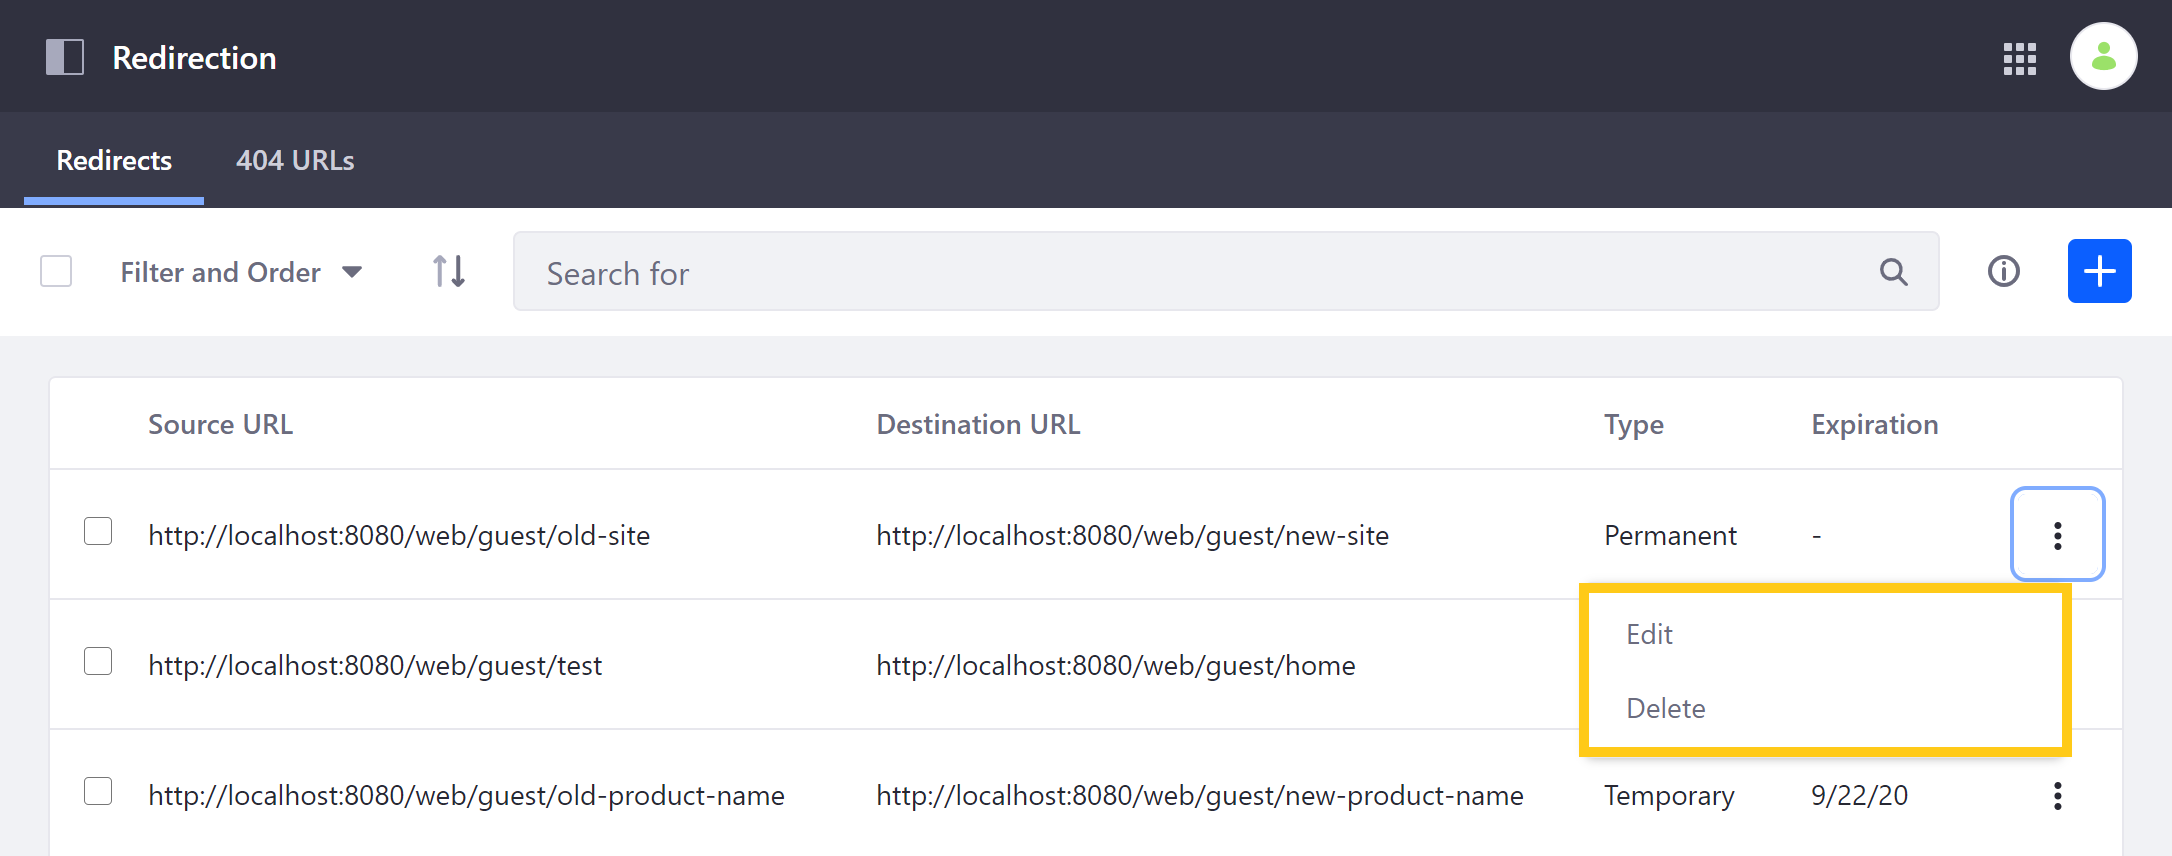 Redirection
Redirects 404 URLs
Filter and Order Search for
Source URL Destination URL Type Expiration
http://localhost:8080/web/guest/old-site http://localhost:8080/web/guest/new-site Permanent -
Edit
http://localhost:8080/web/guest/test http://localhost:8080/web/guest/home
Delete
http://localhost:8080/web/guest/old-product-name http://localhost:8080/web/guest/new-product-name Temporary 9/22/20